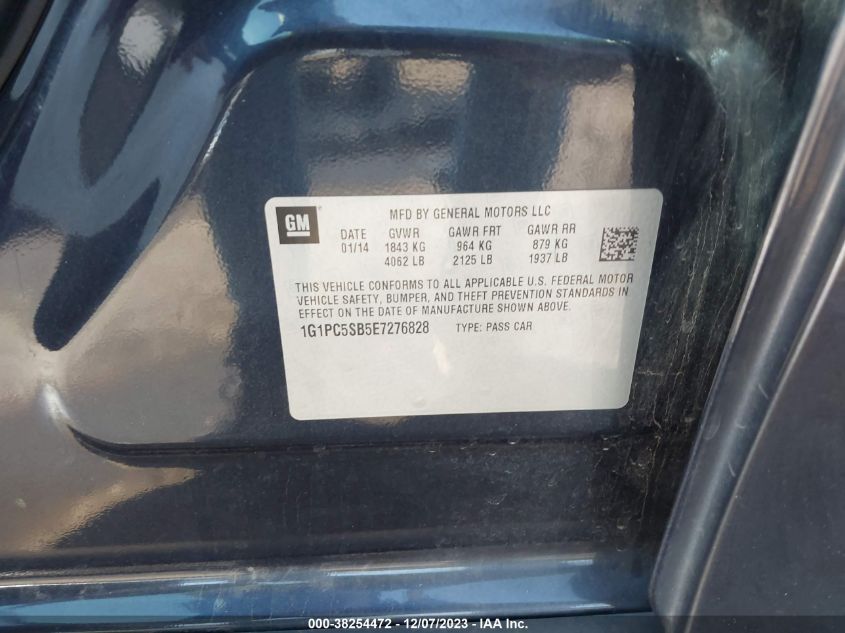 GM
MFD BY GENERAL MOTORS LLC
DATE GVWR GAWR FRT GAWR RR
01/14 1843 KG 964 KG 879 KG
4062 LB 2125 LB 1937 LB
THIS VEHICLE CONFORMS TO ALL APPLICABLE U.S. FEDERAL MOTOR
VEHICLE SAFETY, BUMPER, AND THEFT PREVENTION STANDARDS IN
EFFECT ON THE DATE OF MANUFACTURE SHOWN ABOVE.
1G1PC5SB5E7276828 TYPE: PASS CAR
000-38254472 - 12/07/2023 - IAA Inc.